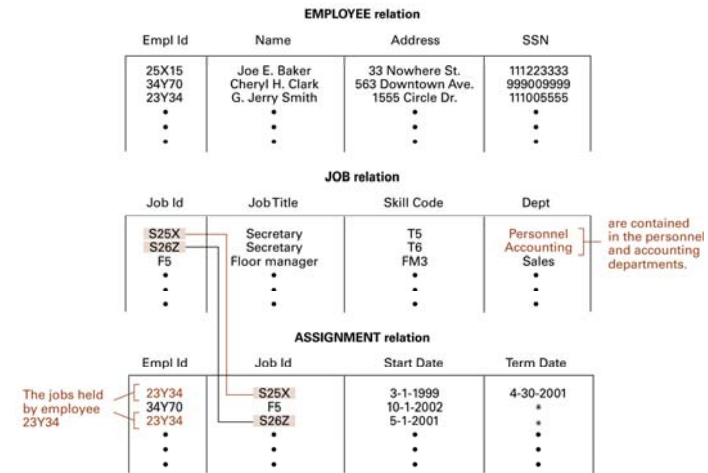 EMPLOYEE relation
Empl Id Name Address SSN
25X15 Joe E. Baker 33 Nowhere St. 111223333
34Y70 Cheryl H. Clark 563 Downtown Ave. 999009999
23Y34 G. Jerry Smith 1555 Circle Dr. 111005555
JOB relation
Job Id Job Title Skill Code Dept
S25X Secretary T5 Personnel
S26Z Secretary T6 Accounting
F5 Floor manager FM3 Sales
are contained
in the personnel
and accounting
departments.
ASSIGNMENT relation
Empl Id Job Id Start Date Term Date
23Y34 S25X 3-1-1999 4-30-2001
34Y70 F5 10-1-2002 *
23Y34 S26Z 5-1-2001 *
The jobs held
by employee
23Y34